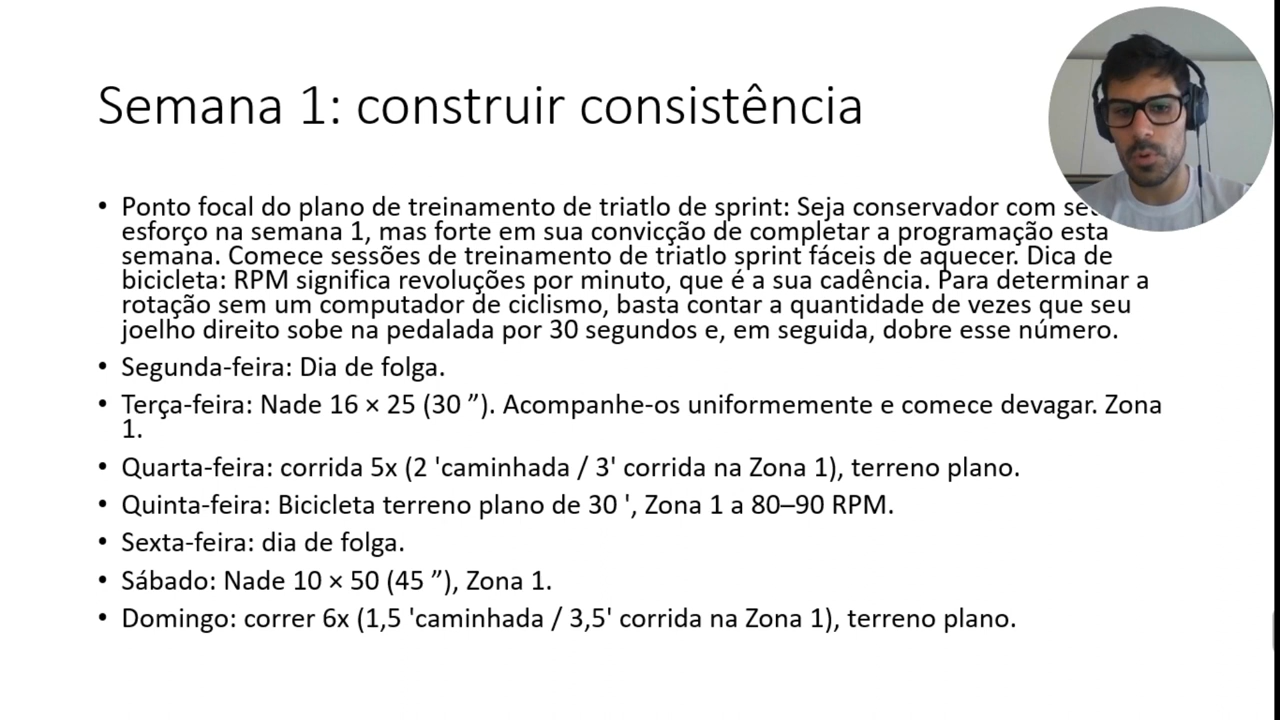 Semana 1: construir consistência
• Ponto focal do plano de treinamento de triatlo de sprint: Seja conservador com
esforço na semana 1, mas forte em sua convicção de completar a programação esta
semana. Comece sessões de treinamento de triatlo sprint fáceis de aquecer. Dica de
bicicleta: RPM significa revoluções por minuto, que é a sua cadência. Para determinar a
rotação sem um computador de ciclismo, basta contar a quantidade de vezes que seu
joelho direito sobe na pedalada por 30 segundos e, em seguida, dobre esse número.
• Segunda-feira: Dia de folga.
• Terça-feira: Nade 16 × 25 (30 ”). Acompanhe-os uniformemente e comece devagar. Zona
1.
• Quarta-feira: corrida 5x (2 'caminhada / 3' corrida na Zona 1), terreno plano.
• Quinta-feira: Bicicleta terreno plano de 30 ', Zona 1 a 80–90 RPM.
• Sexta-feira: dia de folga.
• Sábado: Nade 10 × 50 (45 ”), Zona 1.
• Domingo: correr 6x (1,5 'caminhada / 3,5' corrida na Zona 1), terreno plano.